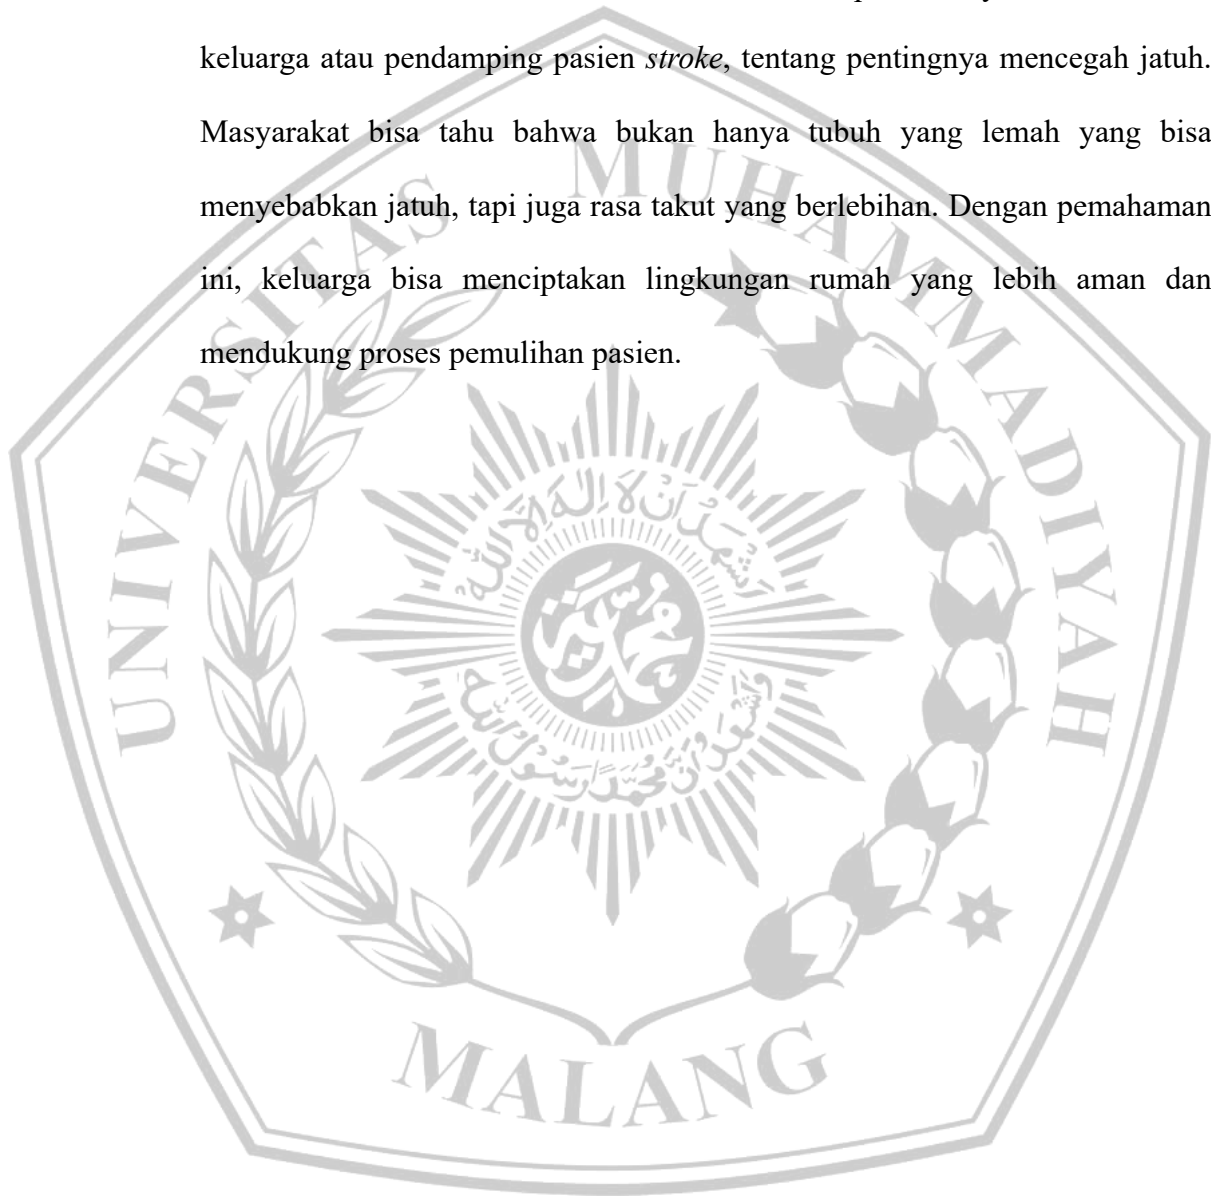 keluarga atau pendamping pasien stroke, tentang pentingnya mencegah jatuh.
Masyarakat bisa tahu bahwa bukan hanya tubuh yang lemah yang bisa
menyebabkan jatuh, tapi juga rasa takut yang berlebihan. Dengan pemahaman
ini, keluarga bisa menciptakan lingkungan rumah yang lebih aman dan
mendukung proses pemulihan pasien.
UNIVERSITAS MUHAMMADIYAH
MALANG